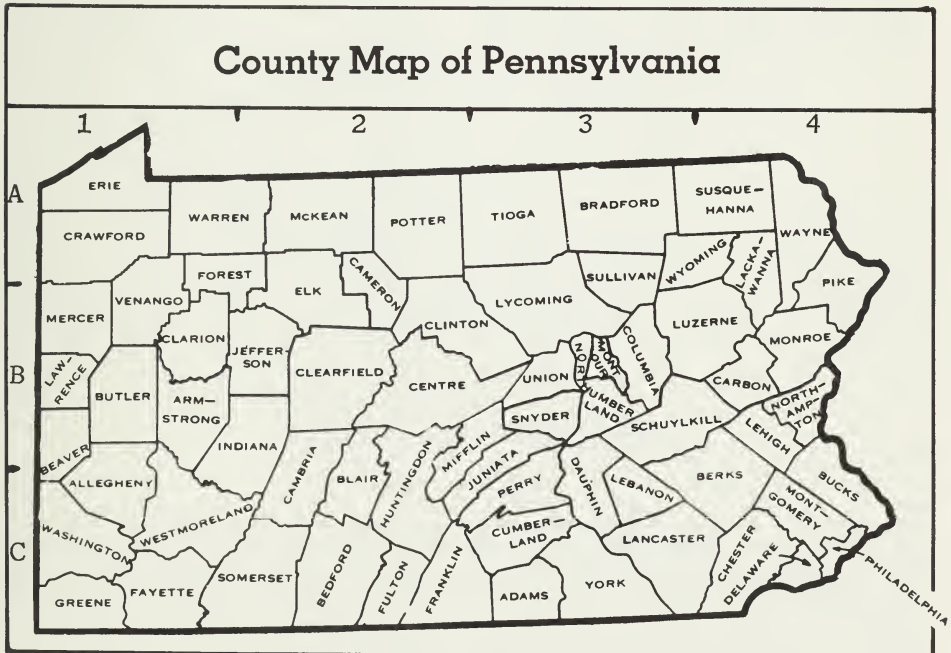 County Map of Pennsylvania
1
2
3
4
A
ERIE
WARREN
McKEAN
POTTER
TIOGA
BRADFORD
SUSQUE-
HANNA
CRAWFORD
WAYNE
FOREST
ELK
CAMERON
SULLIVAN
WYOMING
LACKA-
WANNA
PIKE
MERCER
VENANGO
CLARION
JEFFER-
SON
CLINTON
LYCOMING
LUZERNE
MONROE
B
LAW-
RENCE
BUTLER
ARM-
STRONG
CLEARFIELD
CENTRE
UNION
NORTH
UMBER
LAND
MONT
OUR
COLUMBIA
CARBON
NORTH-
AMP-
TON
INDIANA
SNYDER
SCHUYLKILL
LEHIGH
BEAVER
ALLEGHENY
CAMBRIA
BLAIR
HUNTINGDON
MIFFLIN
JUNIATA
PERRY
DAUPHIN
LEBANON
BERKS
BUCKS
MONT-
GOMERY
C
WASHINGTON
WESTMORELAND
CUMBER-
LAND
LANCASTER
CHESTER
DELAWARE
PHILADELPHIA
GREENE
FAYETTE
SOMERSET
BEDFORD
FULTON
FRANKLIN
ADAMS
YORK